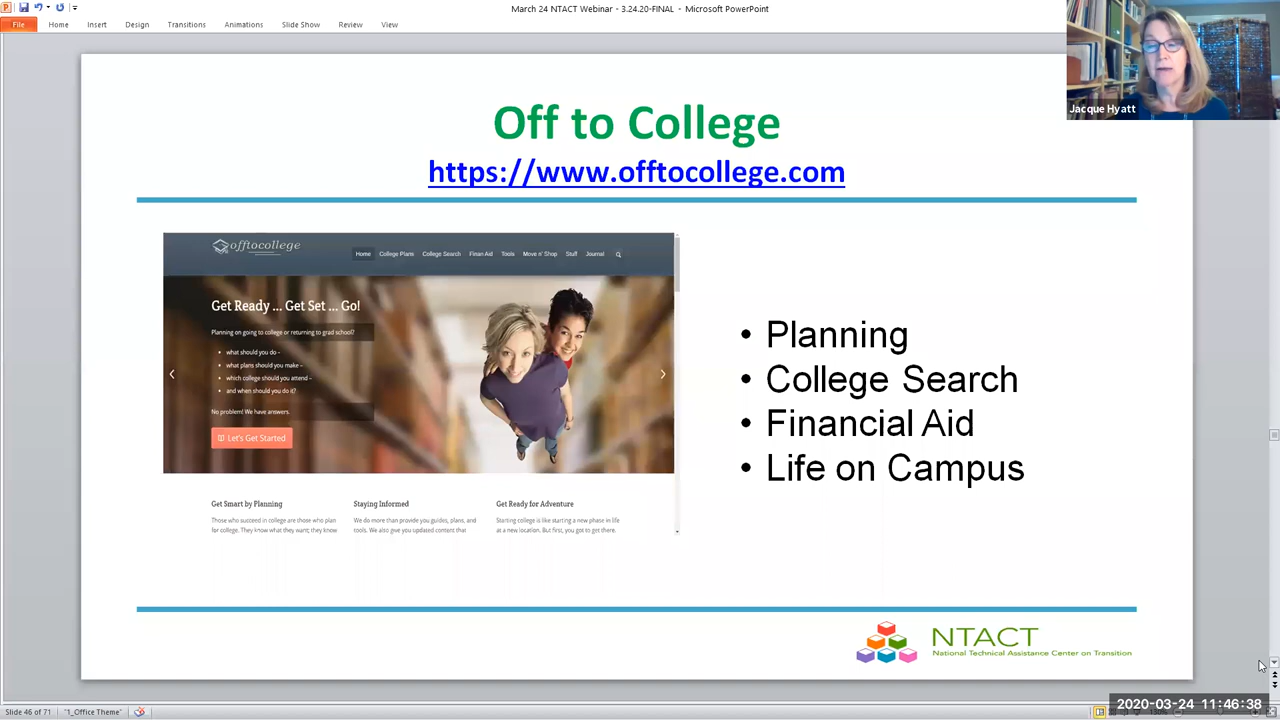 March 24 NTACT Webinar - 3.24.20-FINAL - Microsoft PowerPoint
File Home Insert Design Transitions Animations Slide Show Review View
Jacque Hyatt
Off to College
https://www.offtocollege.com
offtocollege
Home College Plans College Search Finan Aid Tools Move n' Shop Stuff Journal
Get Ready ... Get Set ... Go!
Planning on going to college or returning to grad school?
• what should you do –
• what plans should you make –
• which college should you attend –
• and when should you do it?
No problem! We have answers.
Let's Get Started
Get Smart by Planning
Those who succeed in college are those who plan
for college. They know what they want; they know
Staying Informed
We do more than provide you guides, plans, and
tools. We also give you updated content that
Get Ready for Adventure
Starting college is like starting a new phase in life
at a new location. But first, you got to get there.
• Planning
• College Search
• Financial Aid
• Life on Campus
NTACT
National Technical Assistance Center on Transition
Slide 46 of 71 "1_Office Theme"
2020-03-24 11:46:38